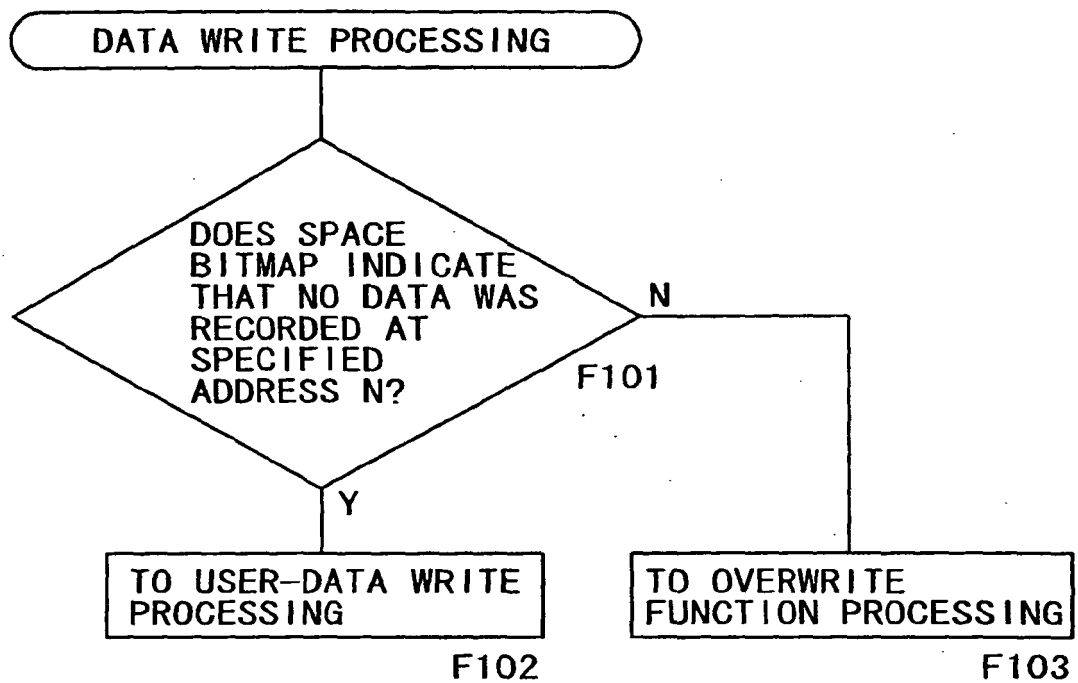 DATA WRITE PROCESSING
DOES SPACE
BITMAP INDICATE
THAT NO DATA WAS
RECORDED AT
SPECIFIED
ADDRESS N?
N
F101
Y
TO USER-DATA WRITE
PROCESSING
F102
TO OVERWRITE
FUNCTION PROCESSING
F103